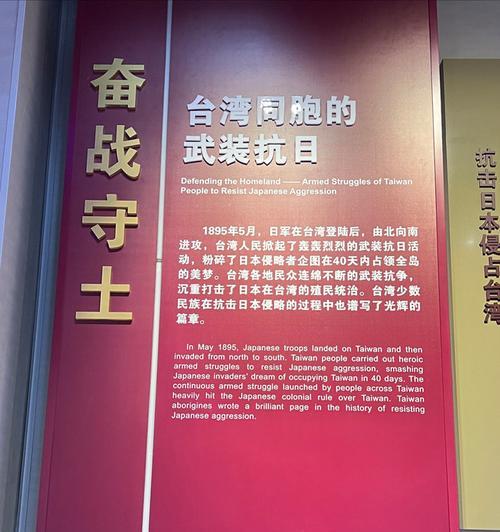 奋战守土
台湾同胞的
武装抗日
Defending the Homeland —— Armed Struggles of Taiwan
People to Resist Japanese Aggression
1895年5月，日军在台湾登陆后，由北向南
进攻，台湾人民掀起了轰轰烈烈的武装抗日活
动，粉碎了日本侵略者企图在40天内占领全岛
的美梦。台湾各地民众连绵不断的武装抗争，
沉重打击了日本在台湾的殖民统治。台湾少数
民族在抗击日本侵略的过程中也谱写了光辉的
篇章。
In May 1895, Japanese troops landed on Taiwan and then
invaded from north to south. Taiwan people carried out heroic
armed struggles to resist Japanese aggression, smashing
Japanese invaders' dream of occupying Taiwan in 40 days. The
continuous armed struggle launched by people across Taiwan
heavily hit the Japanese colonial rule over Taiwan. Taiwan
aborigines wrote a brilliant page in the history of resisting
Japanese aggression.
抗击日本侵占台湾